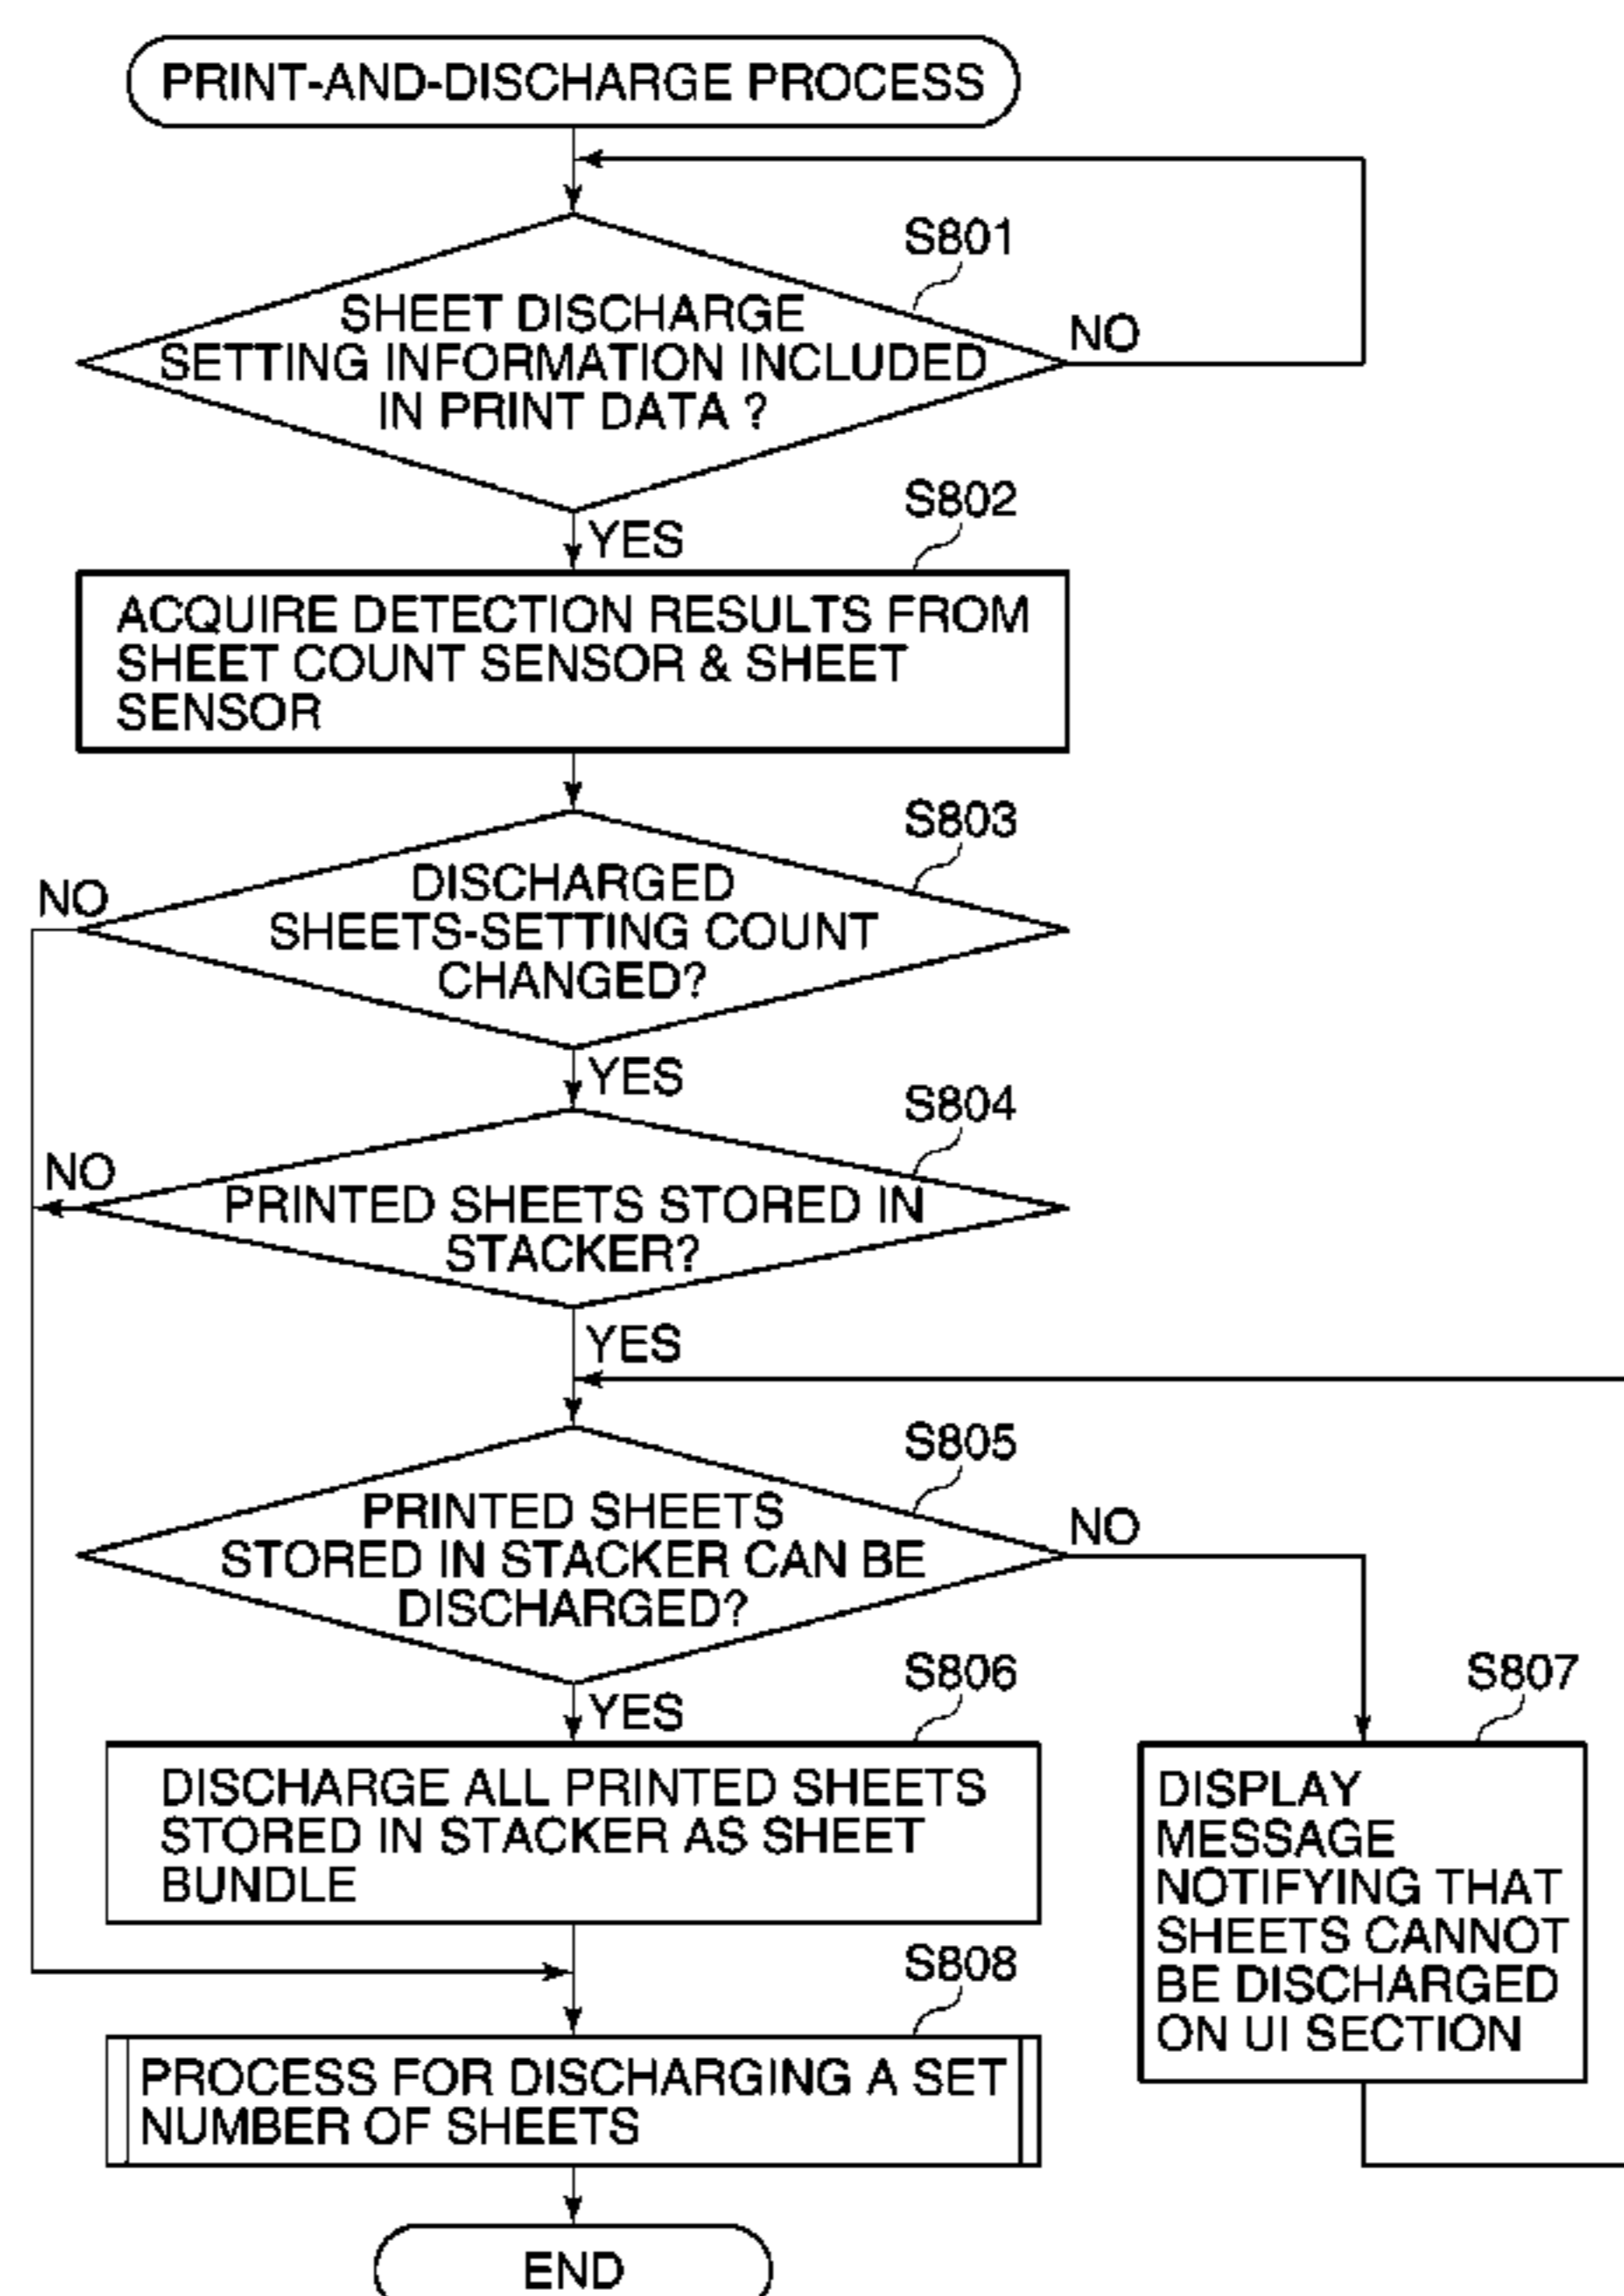 PRINT-AND-DISCHARGE PROCESS
S801
SHEET DISCHARGE
SETTING INFORMATION INCLUDED
IN PRINT DATA ?
NO
YES
S802
ACQUIRE DETECTION RESULTS FROM
SHEET COUNT SENSOR & SHEET
SENSOR
S803
NO
DISCHARGED
SHEETS-SETTING COUNT
CHANGED?
YES
S804
NO
PRINTED SHEETS STORED IN
STACKER?
YES
S805
PRINTED SHEETS
STORED IN STACKER CAN BE
DISCHARGED?
NO
YES
S806
DISCHARGE ALL PRINTED SHEETS
STORED IN STACKER AS SHEET
BUNDLE
S807
DISPLAY
MESSAGE
NOTIFYING THAT
SHEETS CANNOT
BE DISCHARGED
ON UI SECTION
S808
PROCESS FOR DISCHARGING A SET
NUMBER OF SHEETS
END